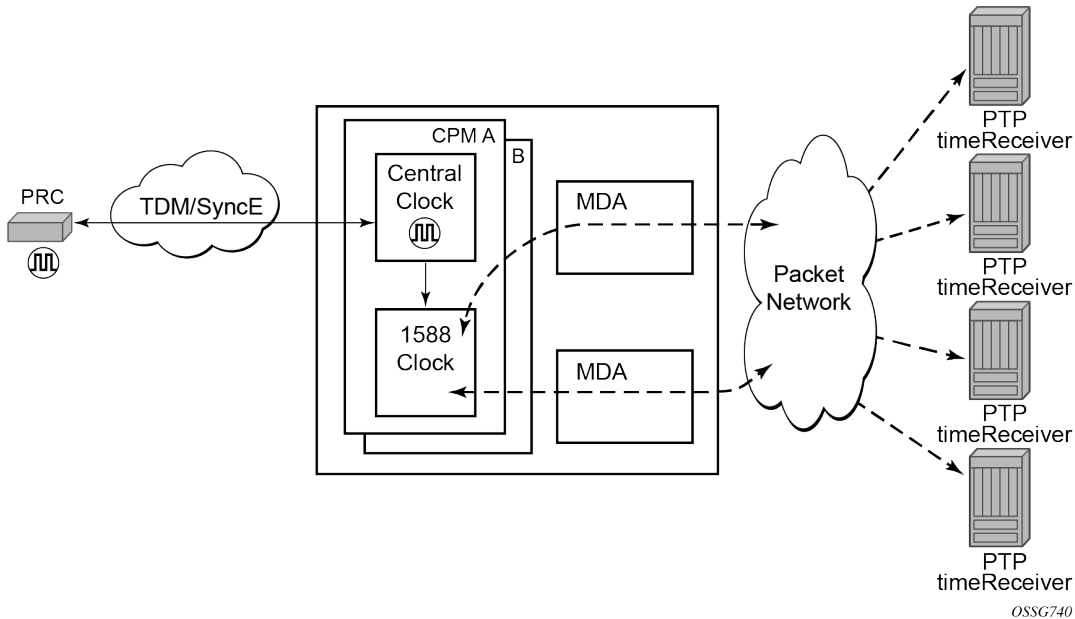 PTP
timeReceiver
CPM A
B
Central
Clock
PRC
TDM/SyncE
MDA
PTP
timeReceiver
Packet
Network
1588
Clock
MDA
PTP
timeReceiver
PTP
timeReceiver
OSSG740